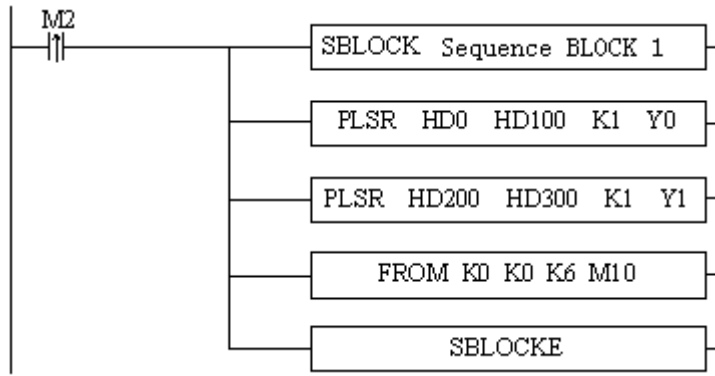 M2
SBLOCK Sequence BLOCK 1
PLSR HD0 HD100 K1 Y0
PLSR HD200 HD300 K1 Y1
FROM K0 K0 K6 M10
SBLOCKE